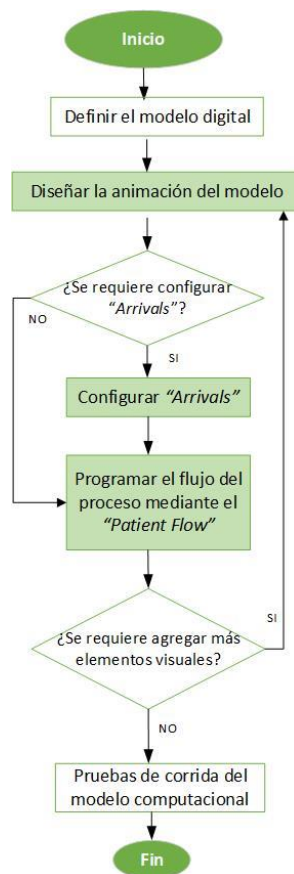 Inicio
Definir el modelo digital
Diseñar la animación del modelo
¿Se requiere configurar
“Arrivals”?
NO
SI
Configurar “Arrivals”
Programar el flujo del
proceso mediante el
“Patient Flow”
¿Se requiere agregar más
elementos visuales?
SI
NO
Pruebas de corrida del
modelo computacional
Fin